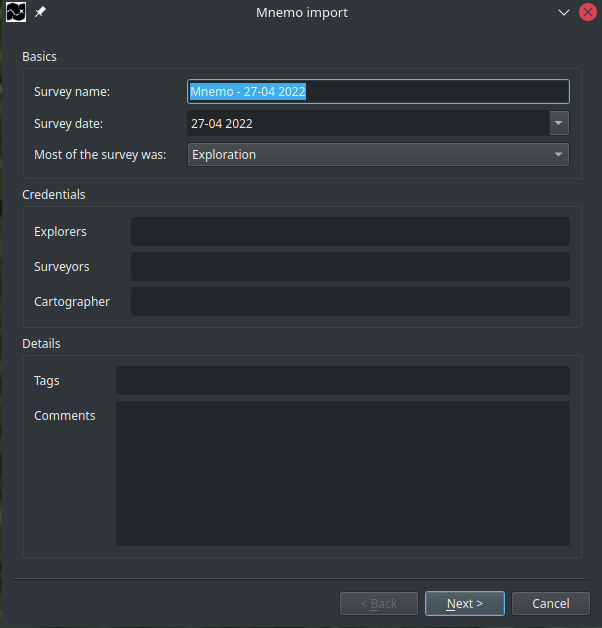 Mnemo import
Basics
Survey name: Mnemo - 27-04 2022
Survey date: 27-04 2022
Most of the survey was: Exploration
Credentials
Explorers
Surveyors
Cartographer
Details
Tags
Comments
< Back Next > Cancel